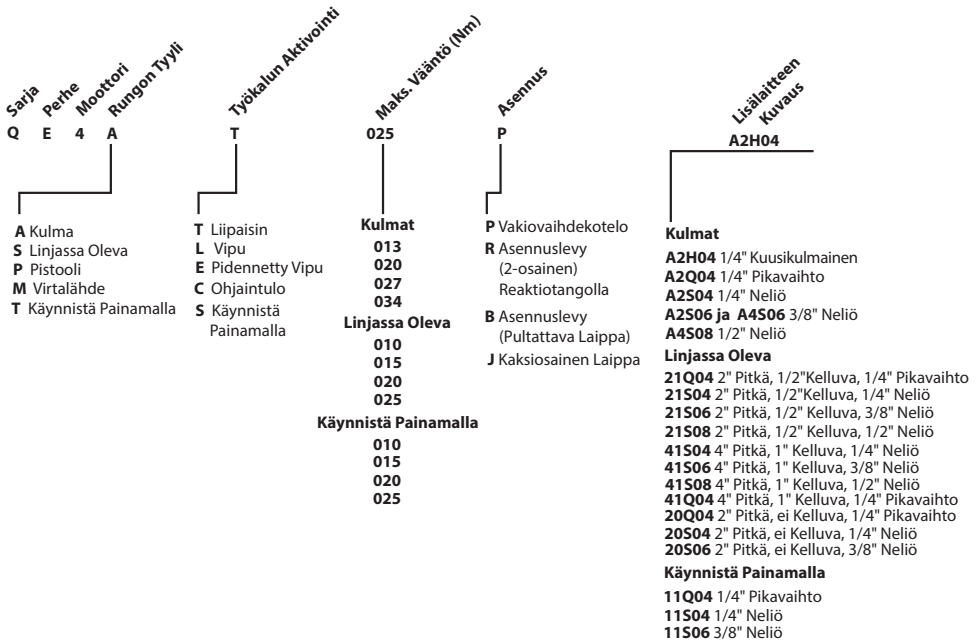 Sarja
Perhe
Moottori
Rungon Tyyli
Q E 4 A
A Kulma
S Linjassa Oleva
P Pistooli
M Virtalähde
T Käynnistä Painamalla
Työkalun Aktivointi
T
T Liipaisin
L Vipu
E Pidennetty Vipu
C Ohjaintulo
S Käynnistä
Painamalla
Maks. Vääntö (Nm)
025
Kulmat
013
020
027
034
Linjassa Oleva
010
015
020
025
Käynnistä Painamalla
010
015
020
025
Asennus
P
P Vakiovaihdekotelo
R Asennuslevy
(2-osainen)
Reaktiotangolla
B Asennuslevy
(Pultattava Laippa)
J Kaksiosainen Laippa
Lisälaitteen
Kuvaus
A2H04
Kulmat
A2H04 1/4" Kuusikulmainen
A2Q04 1/4" Pikavaihto
A2S04 1/4" Neliö
A2S06 ja A4S06 3/8" Neliö
A4S08 1/2" Neliö
Linjassa Oleva
21Q04 2" Pitkä, 1/2"Kelluva, 1/4" Pikavaihto
21S04 2" Pitkä, 1/2"Kelluva, 1/4" Neliö
21S06 2" Pitkä, 1/2" Kelluva, 3/8" Neliö
21S08 2" Pitkä, 1/2" Kelluva, 1/2" Neliö
41S04 4" Pitkä, 1" Kelluva, 1/4" Neliö
41S06 4" Pitkä, 1" Kelluva, 3/8" Neliö
41S08 4" Pitkä, 1" Kelluva, 1/2" Neliö
41Q04 4" Pitkä, 1" Kelluva, 1/4" Pikavaihto
20Q04 2" Pitkä, ei Kelluva, 1/4" Pikavaihto
20S04 2" Pitkä, ei Kelluva, 1/4" Neliö
20S06 2" Pitkä, ei Kelluva, 3/8" Neliö
Käynnistä Painamalla
11Q04 1/4" Pikavaihto
11S04 1/4" Neliö
11S06 3/8" Neliö